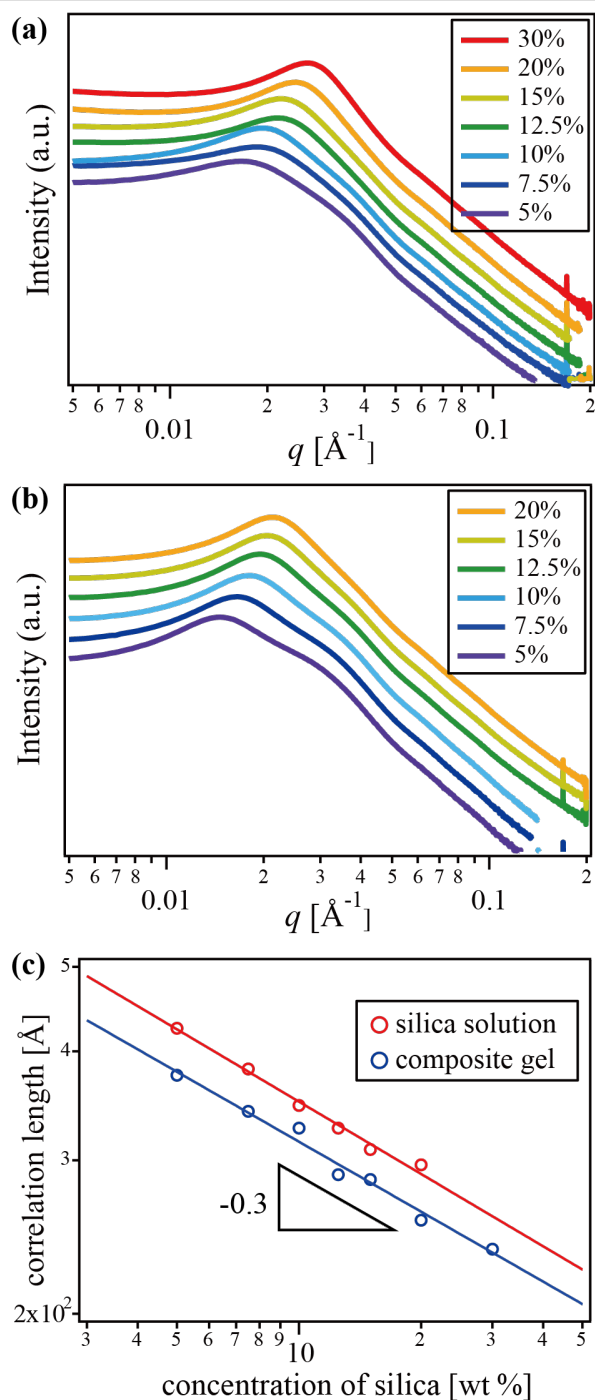 (a)
Intensity (a.u.)
30%
20%
15%
12.5%
10%
7.5%
5%
5 6 7 8 0.01 2 3 4 5 6 7 8 0.1 2
q [Å⁻¹]
(b)
Intensity (a.u.)
20%
15%
12.5%
10%
7.5%
5%
5 6 7 8 0.01 2 3 4 5 6 7 8 0.1 2
q [Å⁻¹]
(c)
correlation length [Å]
5
4
3
2x10²
silica solution
composite gel
-0.3
3 4 5 6 7 8 9 10 2 3 4 5
concentration of silica [wt %]